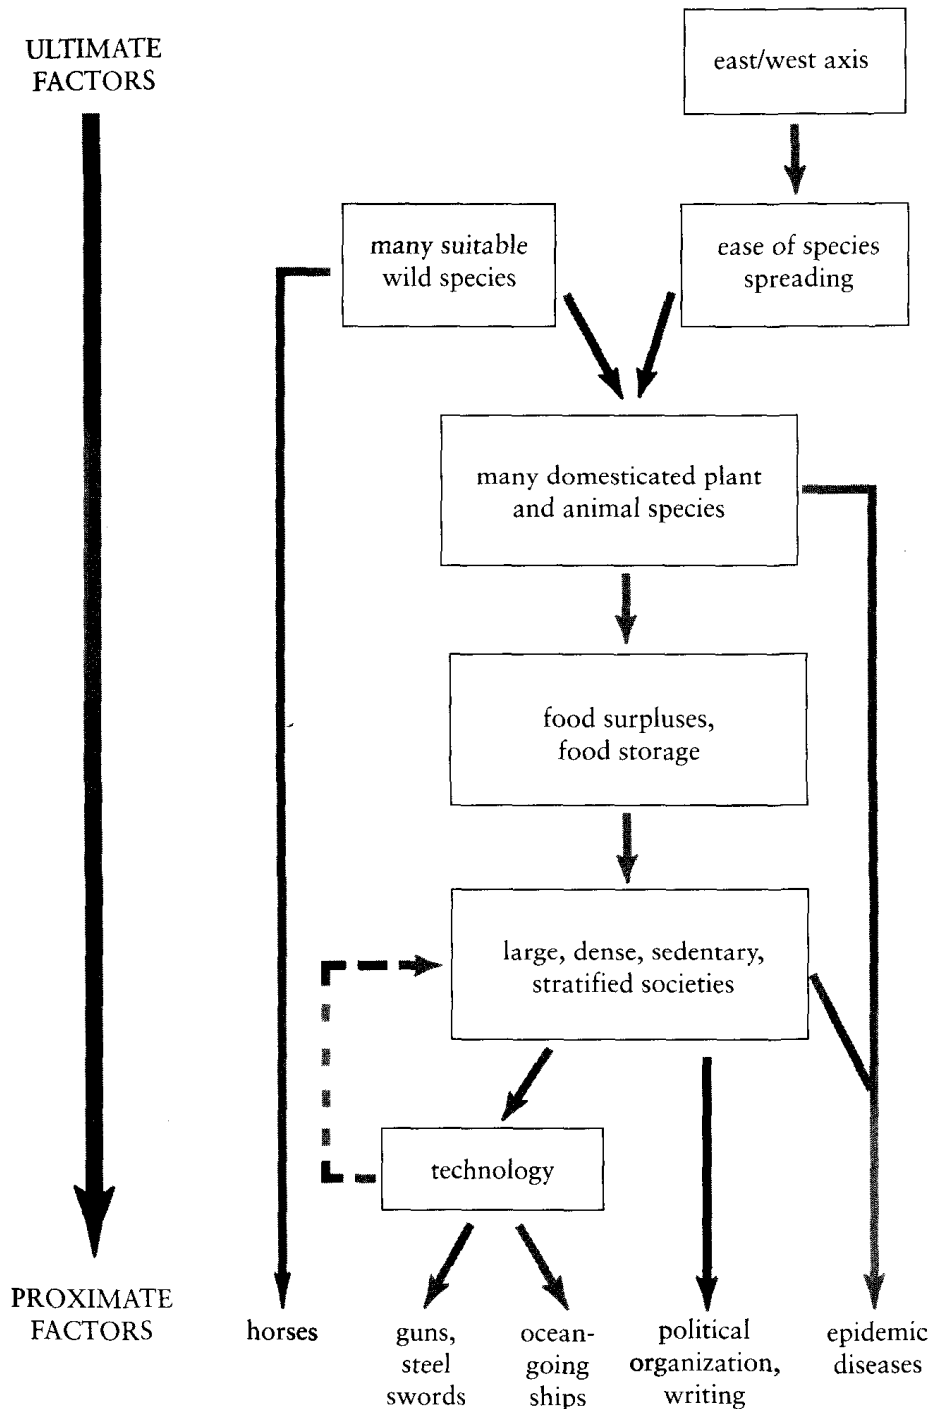 ULTIMATE
FACTORS
east/west axis
many suitable
wild species
ease of species
spreading
many domesticated plant
and animal species
food surpluses,
food storage
large, dense, sedentary,
stratified societies
technology
PROXIMATE
FACTORS
horses
guns,
steel
swords
ocean-
going
ships
political
organization,
writing
epidemic
diseases